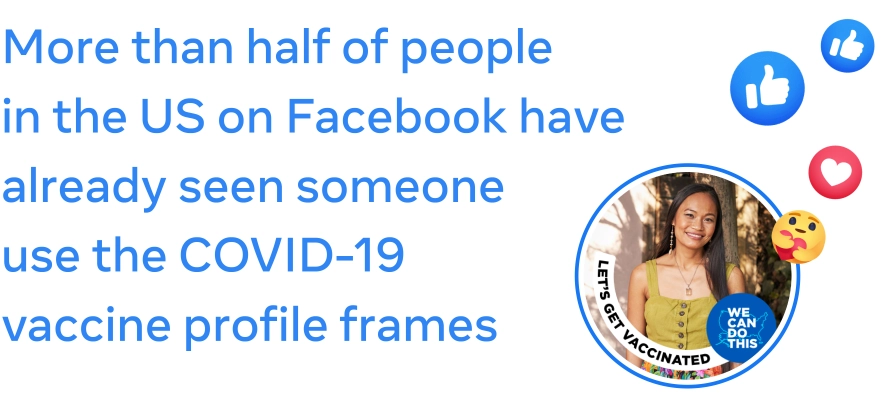 More than half of people
in the US on Facebook have
already seen someone
use the COVID-19
vaccine profile frames
LET'S GET VACCINATED
WE
CAN
DO
THIS